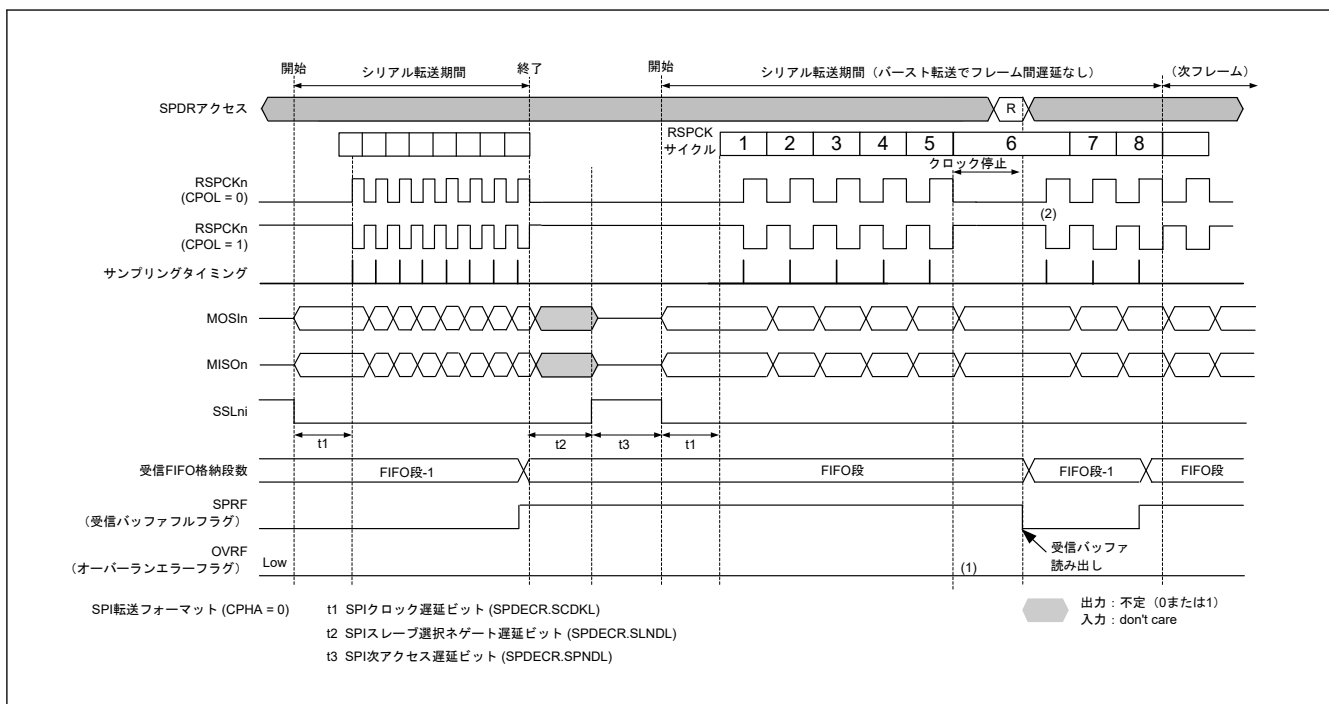 開始
シリアル転送期間
終了
開始
シリアル転送期間（バースト転送でフレーム間遅延なし）
（次フレーム）
SPDRアクセス
R
RSPCK
サイクル
1 2 3 4 5 6 7 8
クロック停止
RSPCKn
(CPOL = 0)
(2)
RSPCKn
(CPOL = 1)
サンプリングタイミング
MOSIn
MISOn
SSLni
t1 t2 t3 t1
受信FIFO格納段数
FIFO段-1
FIFO段
FIFO段-1
FIFO段
SPRF
（受信バッファフルフラグ）
受信バッファ
読み出し
OVRF
（オーバーランエラーフラグ）
Low
(1)
SPI転送フォーマット (CPHA = 0)
t1 SPIクロック遅延ビット (SPDECR.SCDKL)
t2 SPIスレーブ選択ネゲート遅延ビット (SPDECR.SLNDL)
t3 SPI次アクセス遅延ビット (SPDECR.SPNDL)
出力：不定（0または1）
入力：don't care